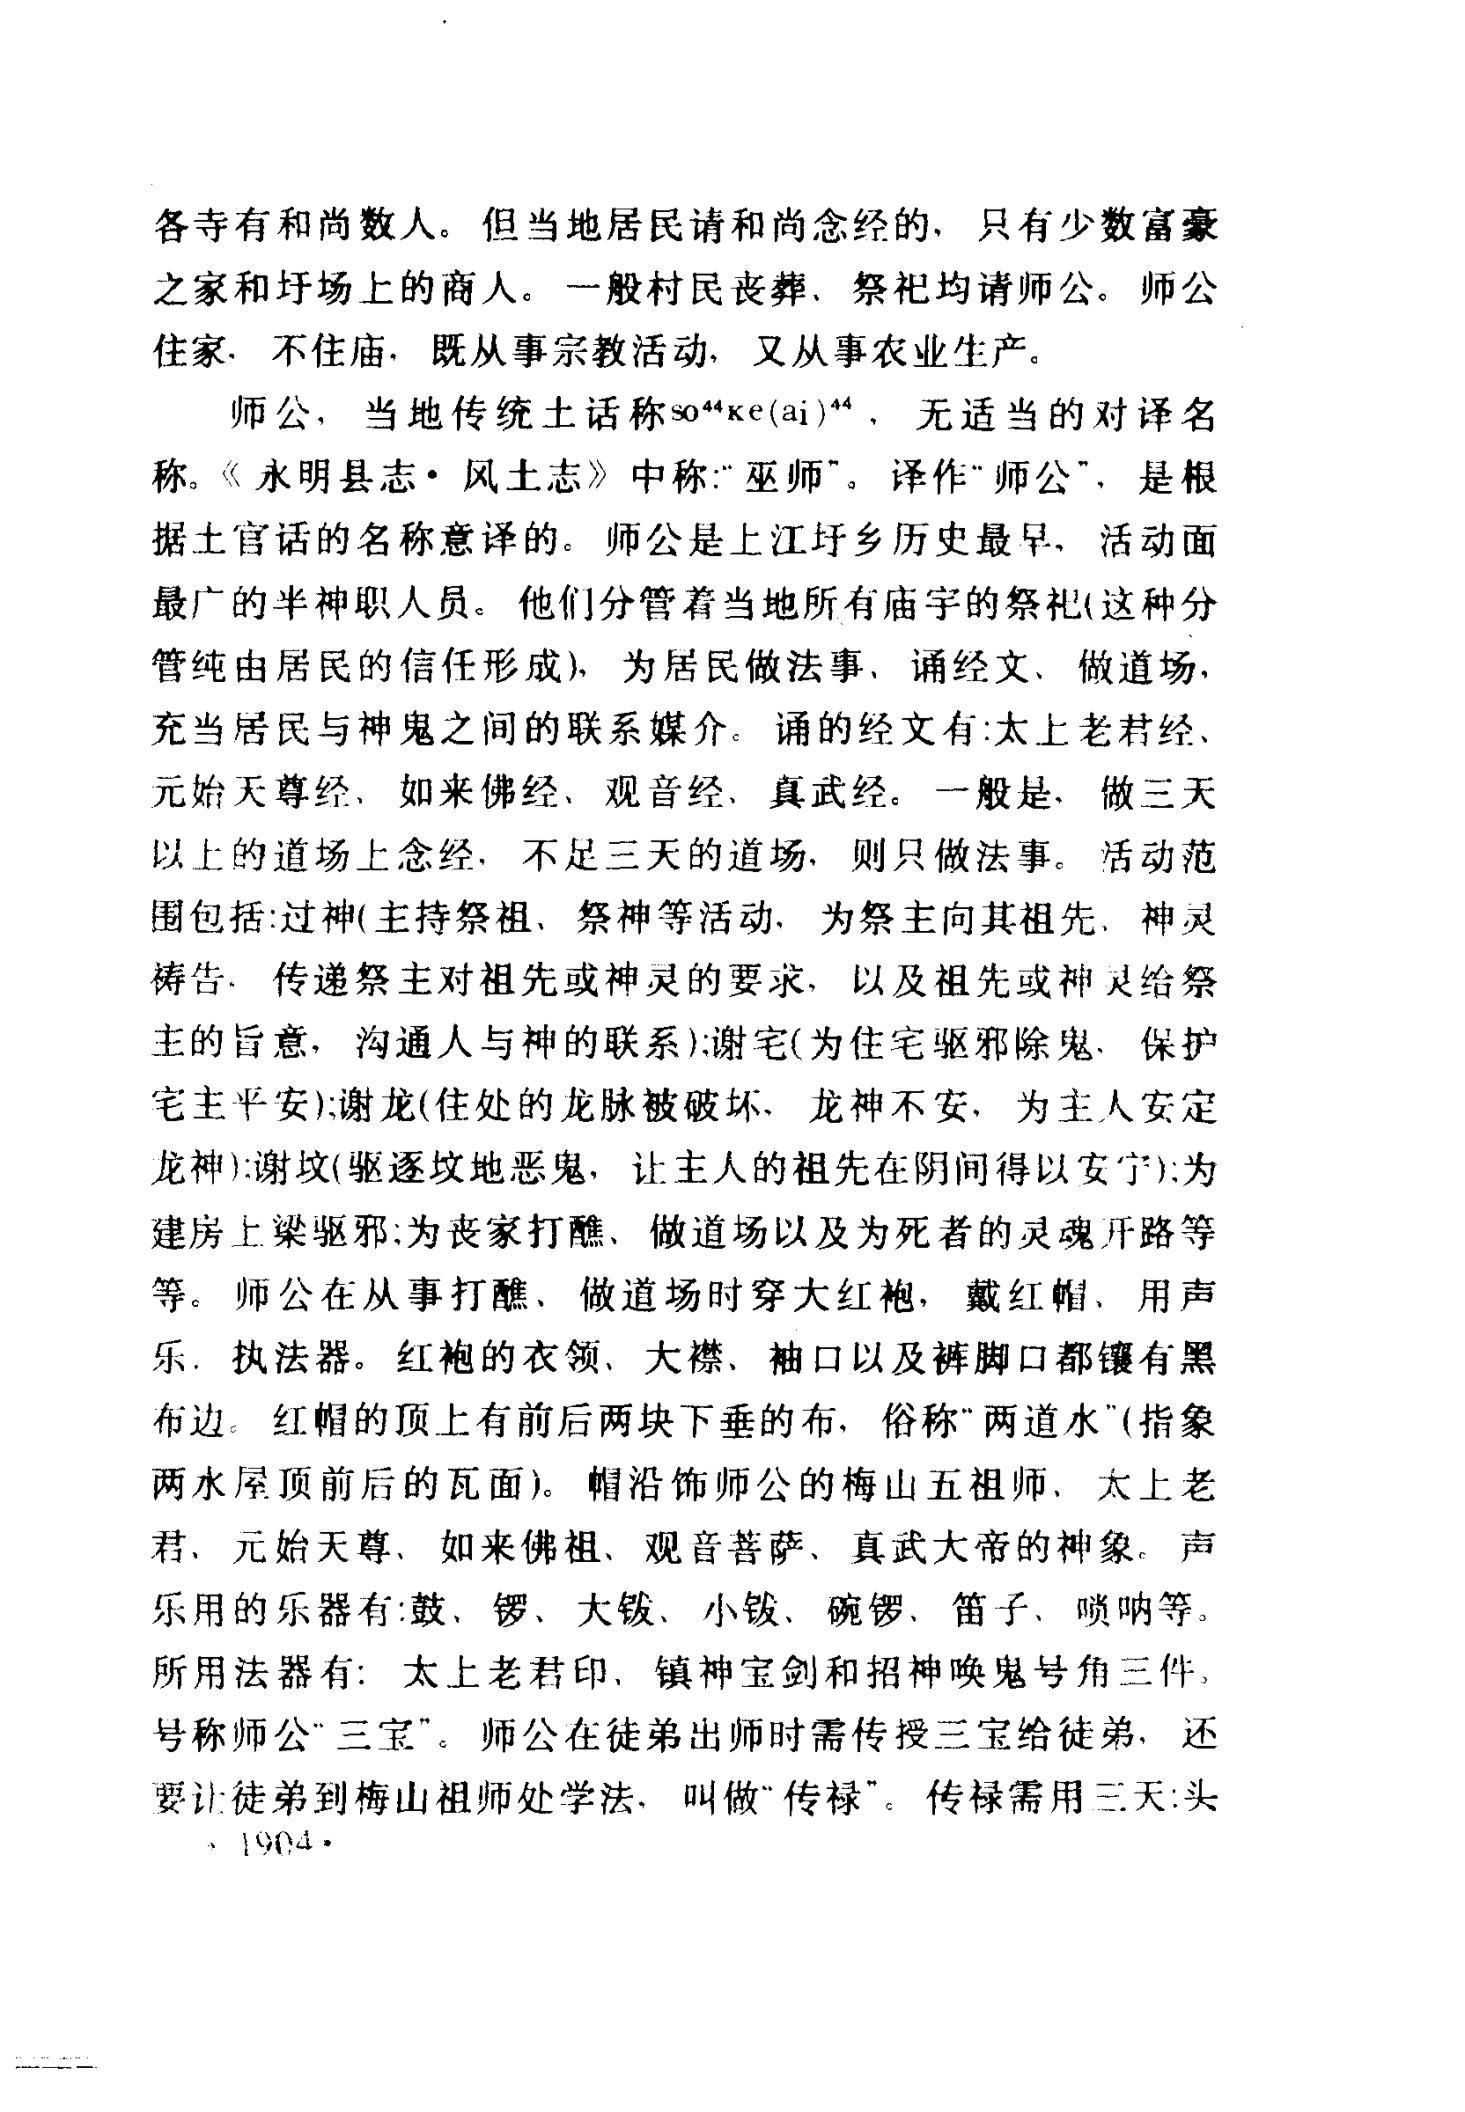 各寺有和尚数人。但当地居民请和尚念经的，只有少数富豪
之家和圩场上的商人。一般村民丧葬、祭祀均请师公。师公
住家，不住庙，既从事宗教活动，又从事农业生产。
师公，当地传统土话称so⁴⁴κe(ai)⁴⁴，无适当的对译名
称。《永明县志·风土志》中称:“巫师”。译作“师公”，是根
据土官话的名称意译的。师公是上江圩乡历史最早，活动面
最广的半神职人员。他们分管着当地所有庙宇的祭祀(这种分
管纯由居民的信任形成)，为居民做法事、诵经文、做道场，
充当居民与神鬼之间的联系媒介。诵的经文有:太上老君经、
元始天尊经、如来佛经、观音经、真武经。一般是，做三天
以上的道场上念经，不足三天的道场，则只做法事。活动范
围包括:过神(主持祭祖、祭神等活动，为祭主向其祖先、神灵
祷告，传递祭主对祖先或神灵的要求，以及祖先或神灵给祭
主的旨意，沟通人与神的联系);谢宅(为住宅驱邪除鬼，保护
宅主平安);谢龙(住处的龙脉被破坏，龙神不安，为主人安定
龙神);谢坟(驱逐坟地恶鬼，让主人的祖先在阴间得以安宁);为
建房上梁驱邪;为丧家打醮、做道场以及为死者的灵魂开路等
等。师公在从事打醮、做道场时穿大红袍，戴红帽，用声
乐，执法器。红袍的衣领、大襟、袖口以及裤脚口都镶有黑
布边。红帽的顶上有前后两块下垂的布，俗称“两道水”(指象
两水屋顶前后的瓦面)。帽沿饰师公的梅山五祖师、太上老
君、元始天尊、如来佛祖、观音菩萨、真武大帝的神象。声
乐用的乐器有:鼓、锣、大钹、小钹、碗锣、笛子、唢呐等。
所用法器有：太上老君印、镇神宝剑和招神唤鬼号角三件。
号称师公“三宝”。师公在徒弟出师时需传授三宝给徒弟，还
要让徒弟到梅山祖师处学法，叫做“传禄”。传禄需用三天:头
·1904·